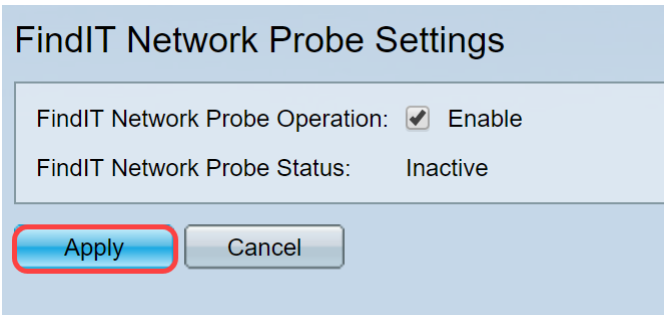 FindIT Network Probe Settings
FindIT Network Probe Operation: Enable
FindIT Network Probe Status: Inactive
Apply Cancel